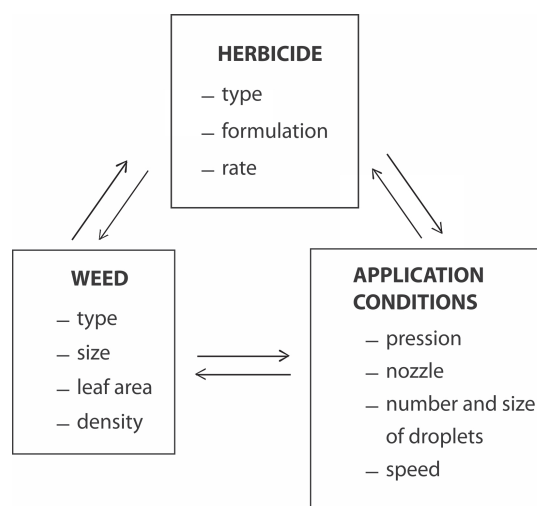 HERBICIDE
– type
– formulation
– rate
WEED
– type
– size
– leaf area
– density
APPLICATION
CONDITIONS
– pression
– nozzle
– number and size
of droplets
– speed